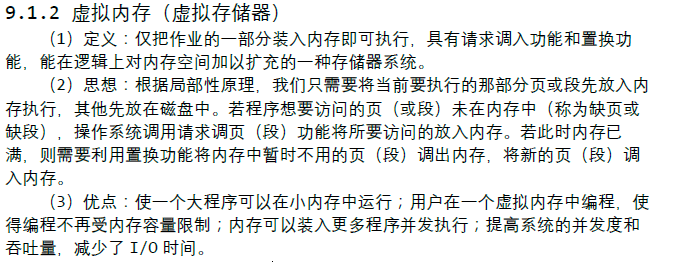 9.1.2 虚拟内存（虚拟存储器）
（1）定义：仅把作业的一部分装入内存即可执行，具有请求调入功能和置换功
能，能在逻辑上对内存空间加以扩充的一种存储器系统。
（2）思想：根据局部性原理，我们只需要将当前要执行的那部分页或段先放入内
存执行，其他先放在磁盘中。若程序想要访问的页（或段）未在内存中（称为缺页或
缺段），操作系统调用请求调页（段）功能将所要访问的放入内存。若此时内存已
满，则需要利用置换功能将内存中暂时不用的页（段）调出内存，将新的页（段）调
入内存。
（3）优点：使一个大程序可以在小内存中运行；用户在一个虚拟内存中编程，使
得编程不再受内存容量限制；内存可以装入更多程序并发执行；提高系统的并发度和
吞吐量，减少了 I/O 时间。